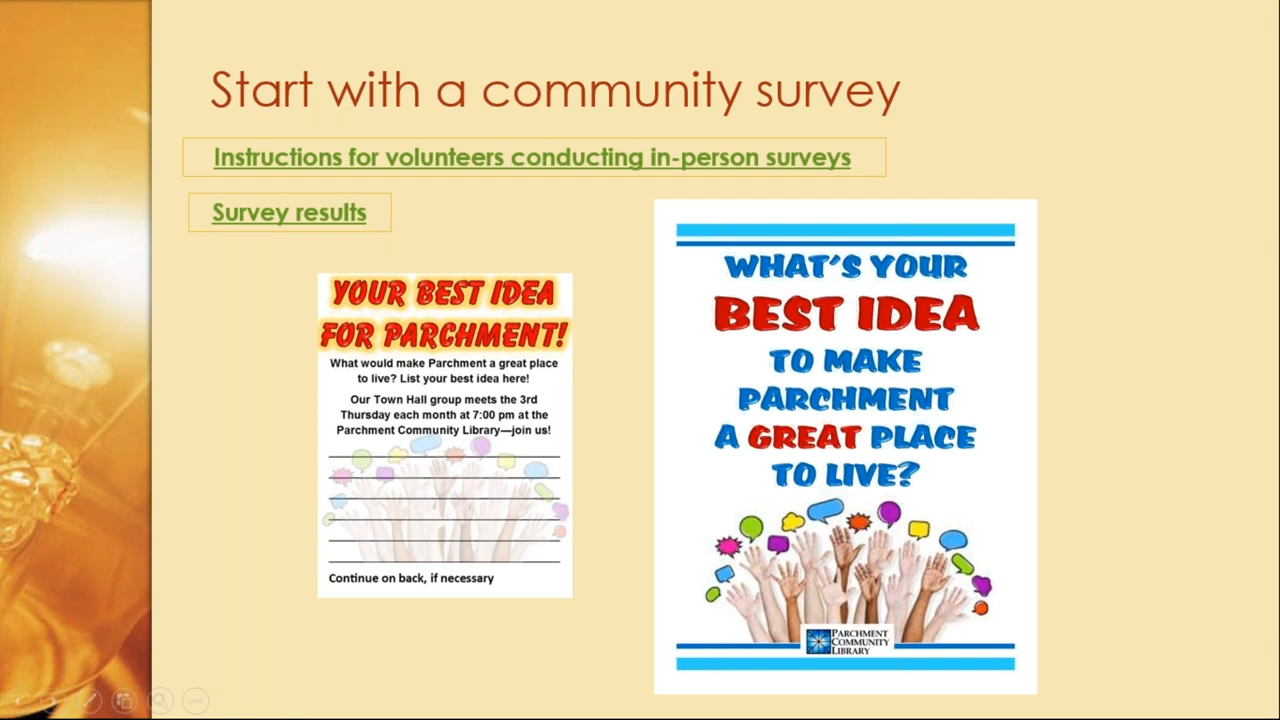 Start with a community survey
Instructions for volunteers conducting in-person surveys
Survey results
YOUR BEST IDEA
FOR PARCHMENT!
What would make Parchment a great place
to live? List your best idea here!
Our Town Hall group meets the 3rd
Thursday each month at 7:00 pm at the
Parchment Community Library—join us!
Continue on back, if necessary
WHAT'S YOUR
BEST IDEA
TO MAKE
PARCHMENT
A GREAT PLACE
TO LIVE?
PARCHMENT
COMMUNITY
LIBRARY